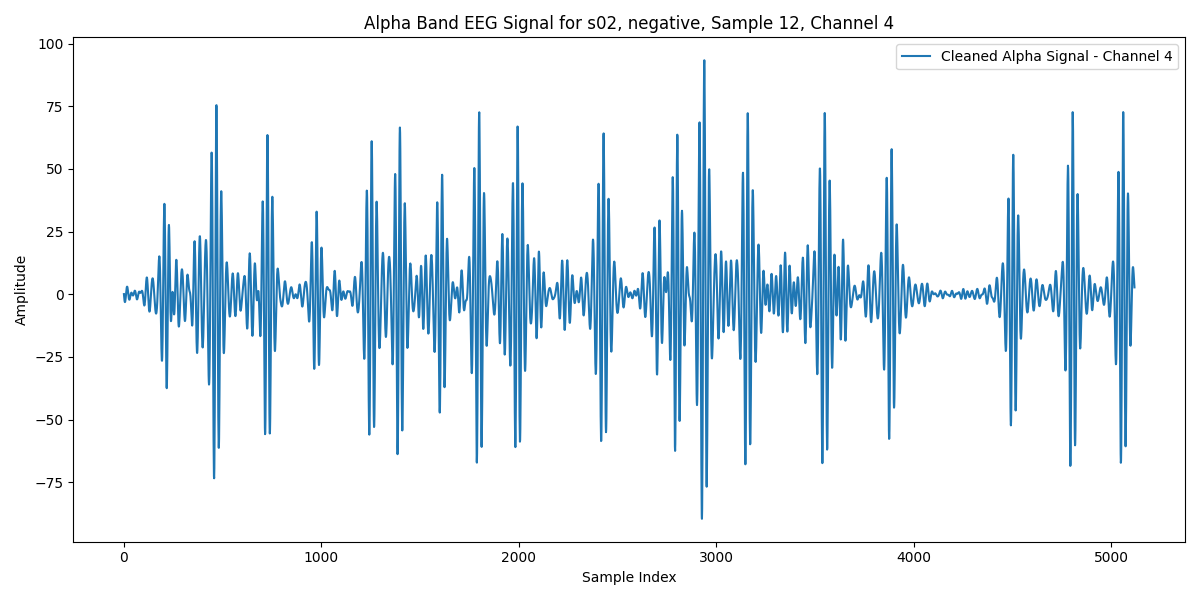 Alpha Band EEG Signal for s02, negative, Sample 12, Channel 4
Cleaned Alpha Signal - Channel 4
Amplitude
100
75
50
25
0
−25
−50
−75
0 1000 2000 3000 4000 5000
Sample Index